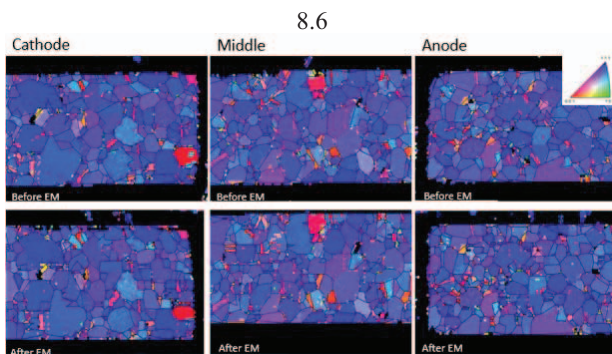 8.6
Cathode Middle Anode
Before EM Before EM Before EM
After EM After EM After EM